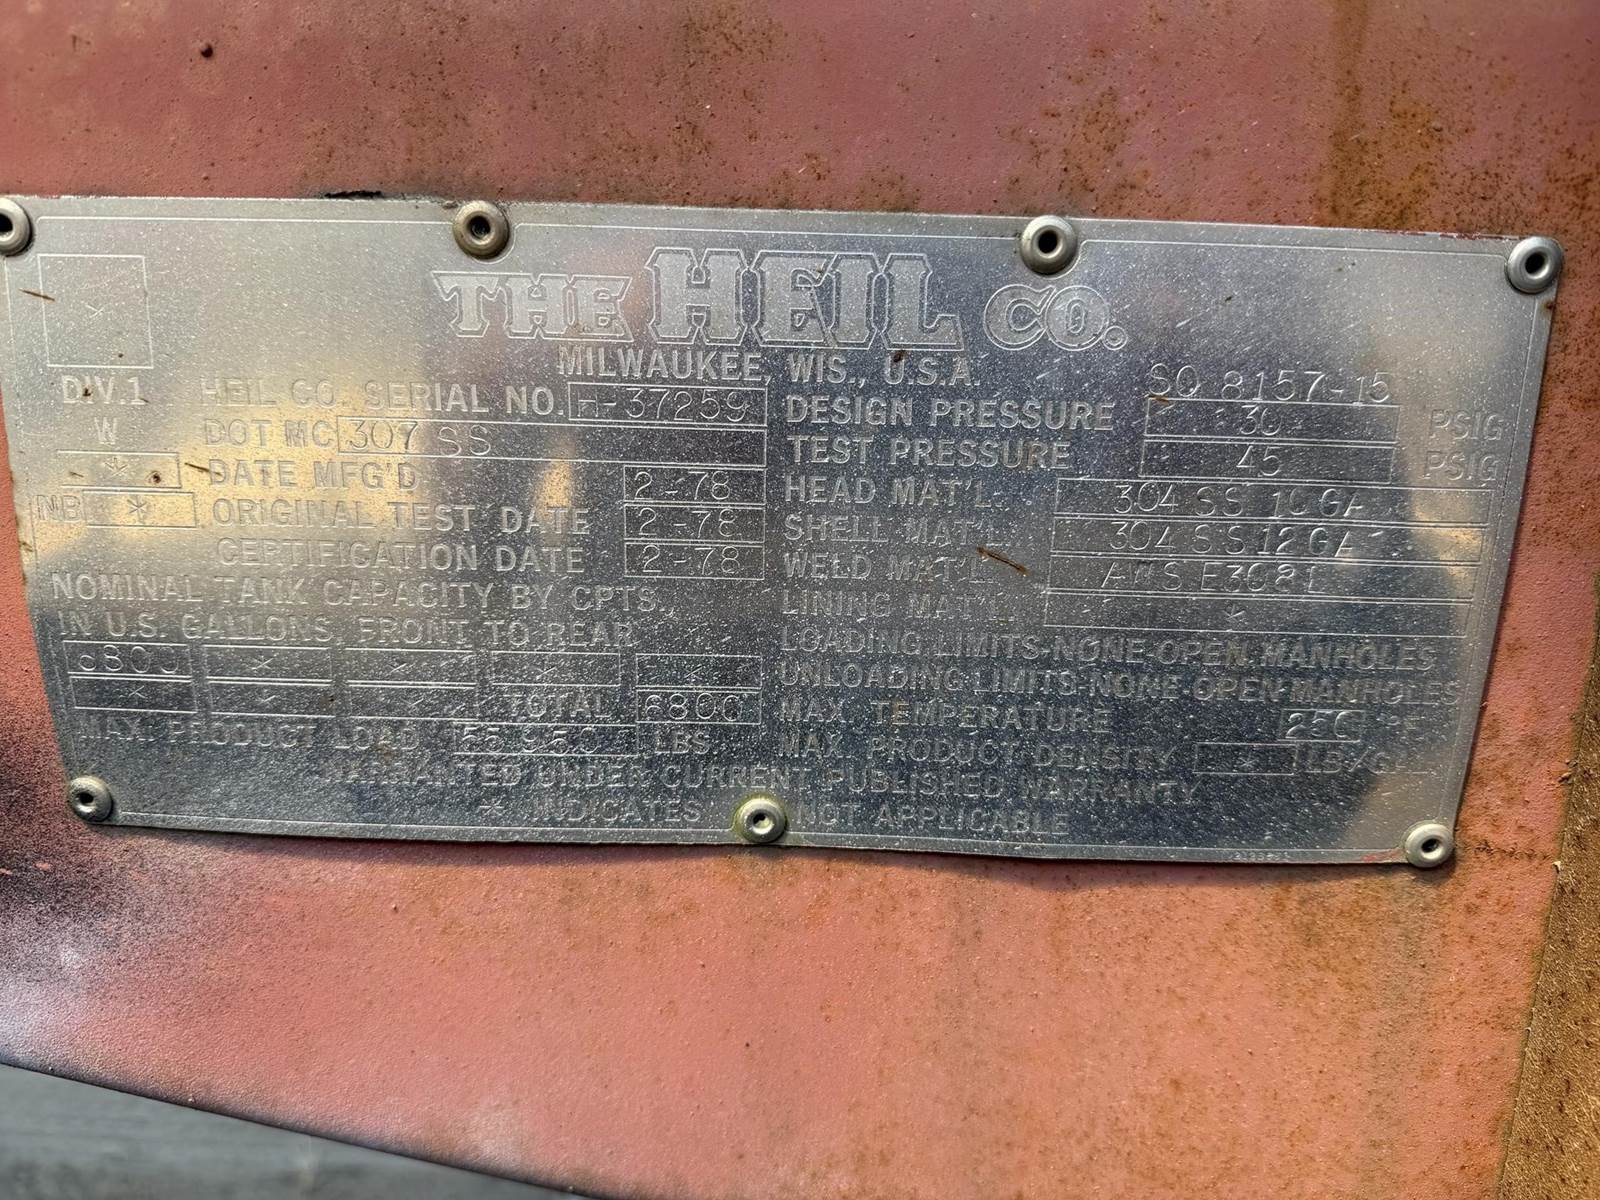 THE HEIL CO.
MILWAUKEE, WIS., U.S.A.
*
DIV. 1
W
*
NB *
HEIL CO. SERIAL NO. H-37259
DOT MC 307 SS
DATE MFG'D 2-78
ORIGINAL TEST DATE 2-78
CERTIFICATION DATE 2-78
NOMINAL TANK CAPACITY BY CPTS.,
IN U.S. GALLONS, FRONT TO REAR
6800 * * * *
* * * TOTAL 6800
MAX. PRODUCT LOAD LBS.
SO 8157-15
DESIGN PRESSURE 30 PSIG
TEST PRESSURE 45 PSIG
HEAD MAT'L. 304 SS 10 GA
SHELL MAT'L. 304 SS 12 GA
WELD MAT'L. AWS E308L
LINING MAT'L. *
LOADING LIMITS-NONE-OPEN MANHOLES
UNLOADING LIMITS-NONE-OPEN MANHOLES
MAX. TEMPERATURE 250 °F
MAX. PRODUCT DENSITY * LB/GAL.
WARRANTED UNDER CURRENT PUBLISHED WARRANTY
* INDICATES NOT APPLICABLE